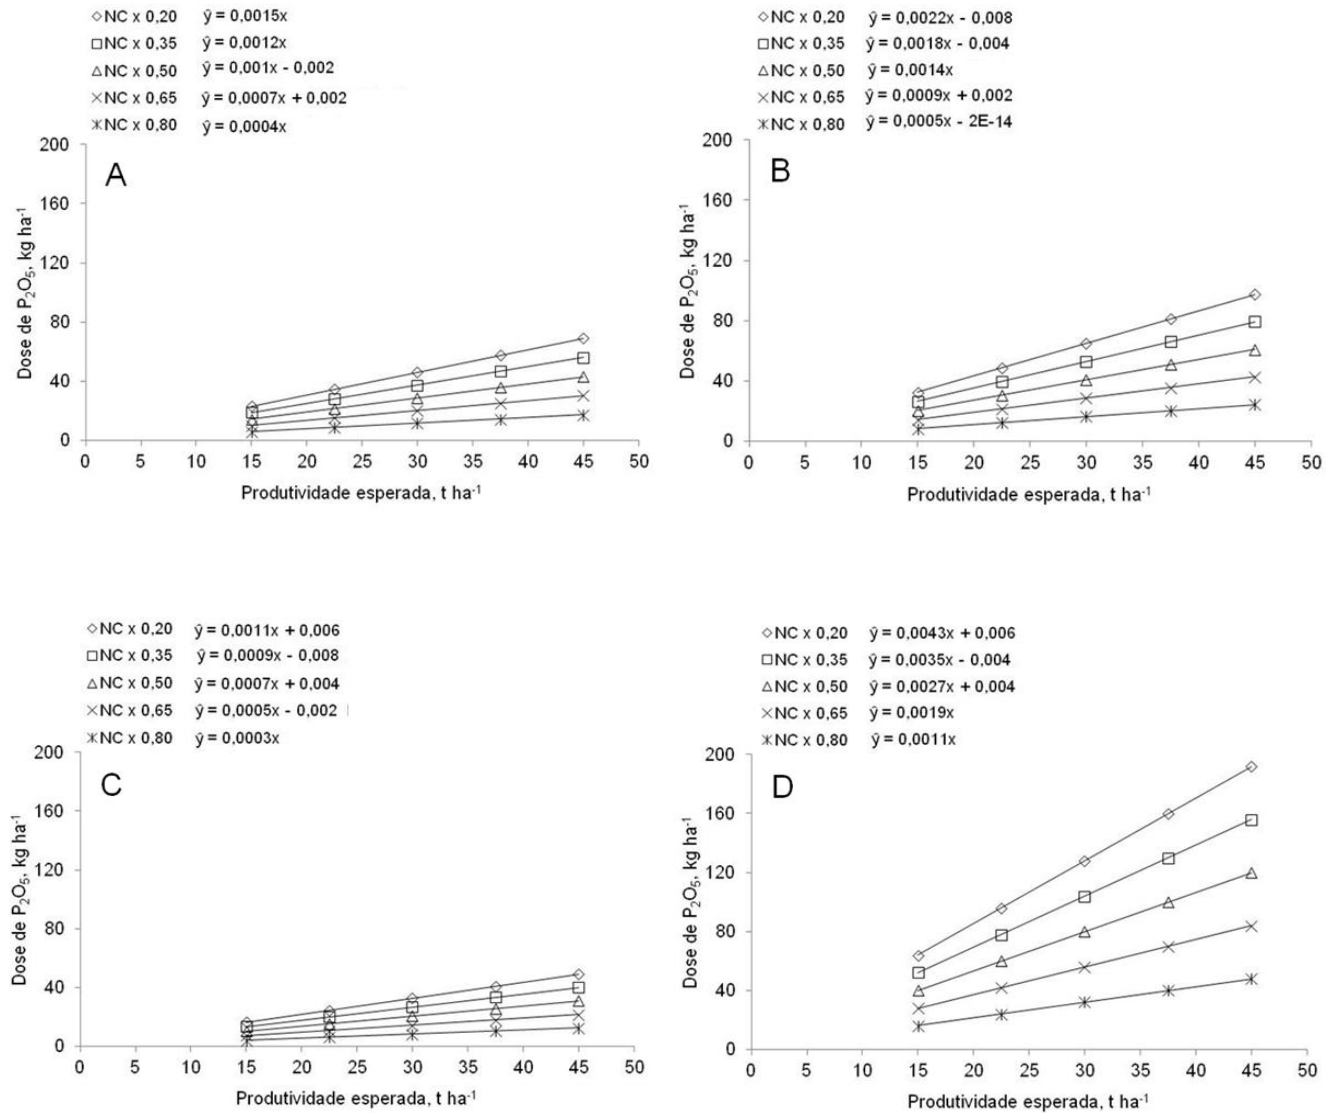 NC x 0,20 ŷ = 0,0015x
NC x 0,35 ŷ = 0,0012x
NC x 0,50 ŷ = 0,001x - 0,002
NC x 0,65 ŷ = 0,0007x + 0,002
NC x 0,80 ŷ = 0,0004x
A
200
160
120
80
40
0
0 5 10 15 20 25 30 35 40 45 50
Dose de P₂O₅, kg ha⁻¹
Produtividade esperada, t ha⁻¹
NC x 0,20 ŷ = 0,0022x - 0,008
NC x 0,35 ŷ = 0,0018x - 0,004
NC x 0,50 ŷ = 0,0014x
NC x 0,65 ŷ = 0,0009x + 0,002
NC x 0,80 ŷ = 0,0005x - 2E-14
B
200
160
120
80
40
0
0 5 10 15 20 25 30 35 40 45 50
Dose de P₂O₅, kg ha⁻¹
Produtividade esperada, t ha⁻¹
NC x 0,20 ŷ = 0,0011x + 0,006
NC x 0,35 ŷ = 0,0009x - 0,008
NC x 0,50 ŷ = 0,0007x + 0,004
NC x 0,65 ŷ = 0,0005x - 0,002
NC x 0,80 ŷ = 0,0003x
C
200
160
120
80
40
0
0 5 10 15 20 25 30 35 40 45 50
Dose de P₂O₅, kg ha⁻¹
Produtividade esperada, t ha⁻¹
NC x 0,20 ŷ = 0,0043x + 0,006
NC x 0,35 ŷ = 0,0035x - 0,004
NC x 0,50 ŷ = 0,0027x + 0,004
NC x 0,65 ŷ = 0,0019x
NC x 0,80 ŷ = 0,0011x
D
200
160
120
80
40
0
0 5 10 15 20 25 30 35 40 45 50
Dose de P₂O₅, kg ha⁻¹
Produtividade esperada, t ha⁻¹